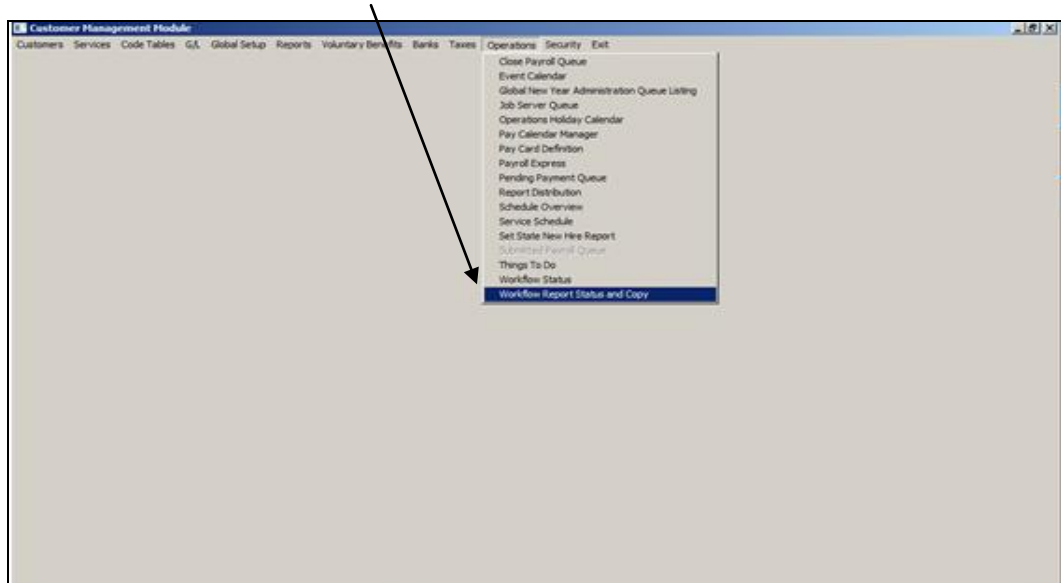 Customer Management Module
Customers Services Code Tables G/L Global Setup Reports Voluntary Benefits Banks Taxes Operations Security Exit
Close Payroll Queue
Event Calendar
Global New Year Administration Queue Listing
Job Server Queue
Operations Holiday Calendar
Pay Calendar Manager
Pay Card Definition
Payroll Express
Pending Payment Queue
Report Distribution
Schedule Overview
Service Schedule
Set State New Hire Report
Submitted Payroll Queue
Things To Do
Workflow Status
Workflow Report Status and Copy